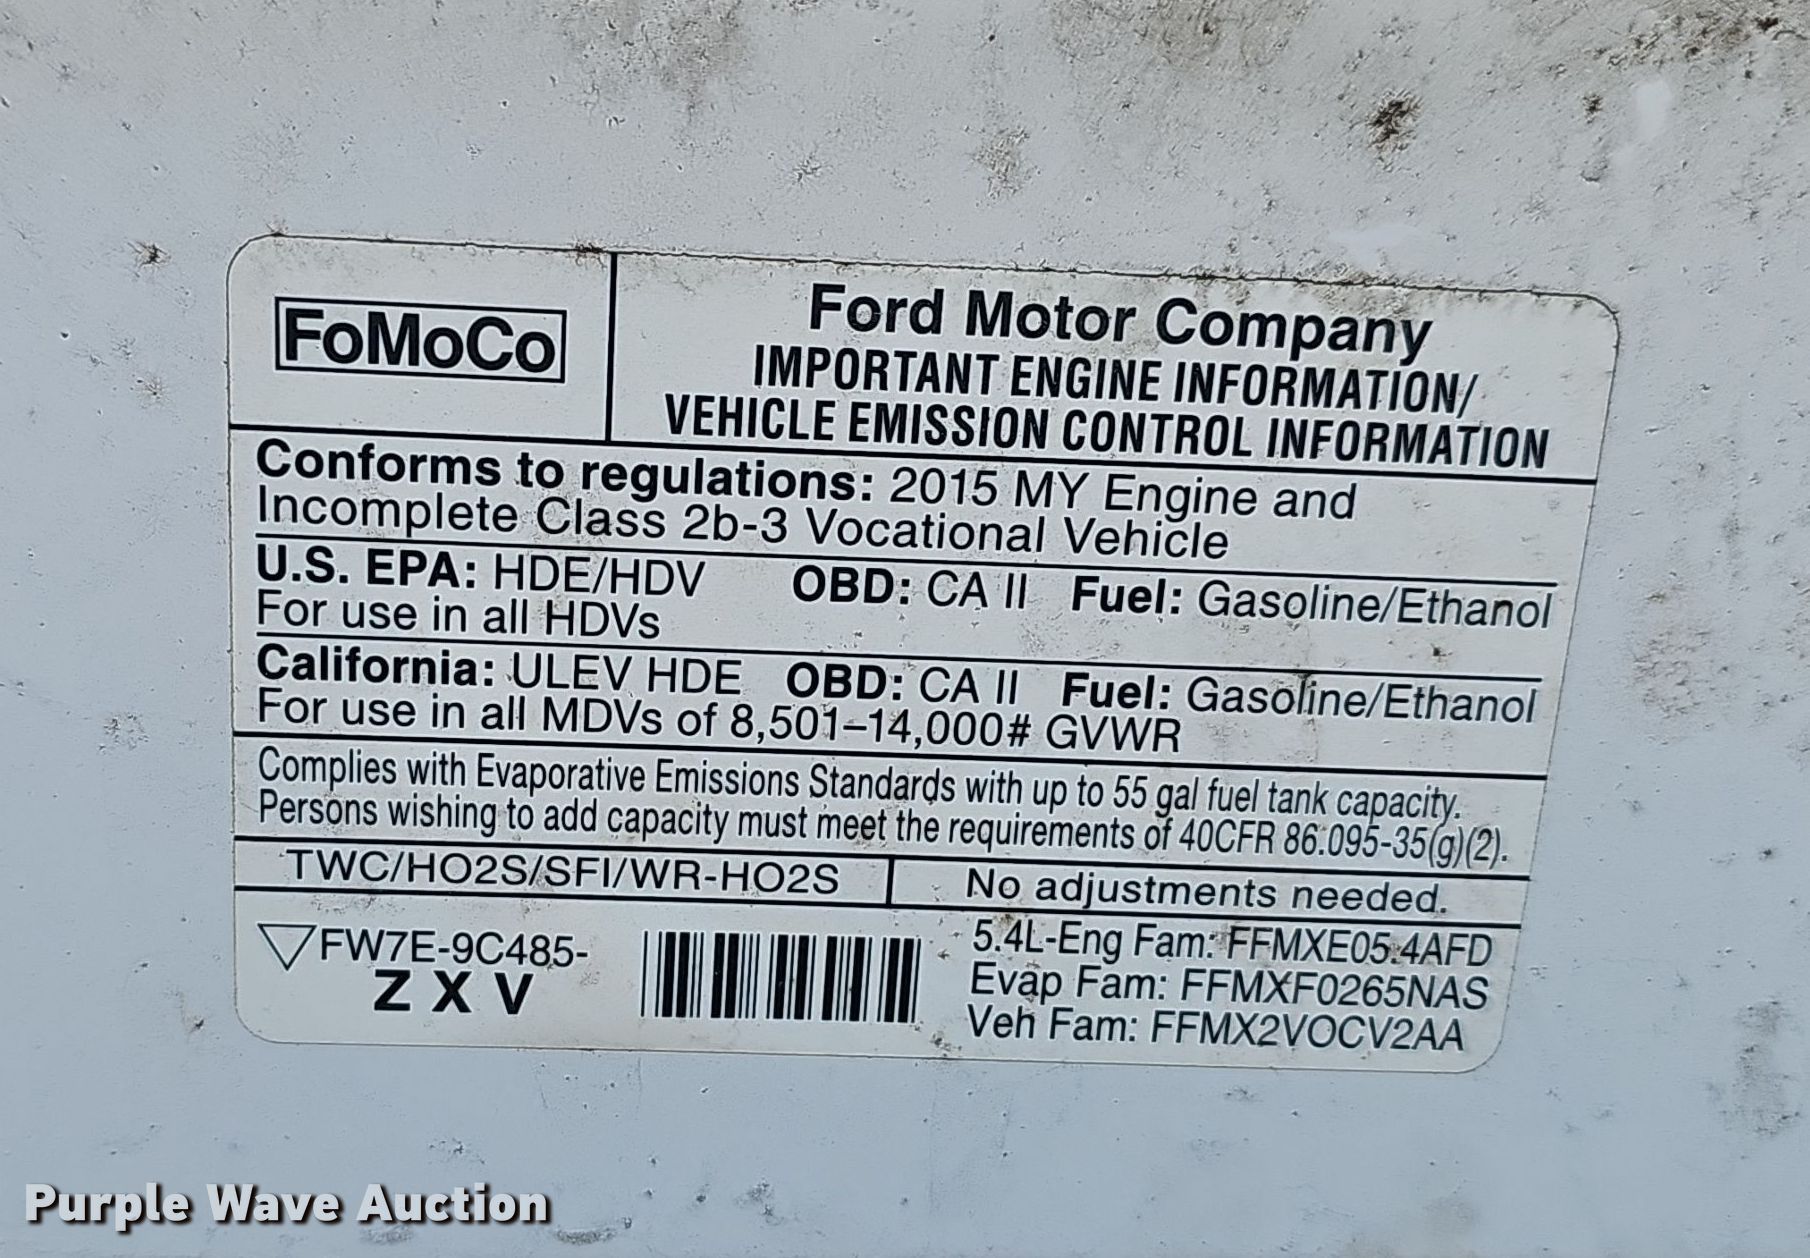 FoMoCo
Ford Motor Company
IMPORTANT ENGINE INFORMATION/
VEHICLE EMISSION CONTROL INFORMATION
Conforms to regulations: 2015 MY Engine and
Incomplete Class 2b-3 Vocational Vehicle
U.S. EPA: HDE/HDV OBD: CA II Fuel: Gasoline/Ethanol
For use in all HDVs
California: ULEV HDE OBD: CA II Fuel: Gasoline/Ethanol
For use in all MDVs of 8,501–14,000# GVWR
Complies with Evaporative Emissions Standards with up to 55 gal fuel tank capacity.
Persons wishing to add capacity must meet the requirements of 40CFR 86.095-35(g)(2).
TWC/HO2S/SFI/WR-HO2S
No adjustments needed.
FW7E-9C485-
Z X V
5.4L-Eng Fam: FFMXE05.4AFD
Evap Fam: FFMXF0265NAS
Veh Fam: FFMX2VOCV2AA
Purple Wave Auction